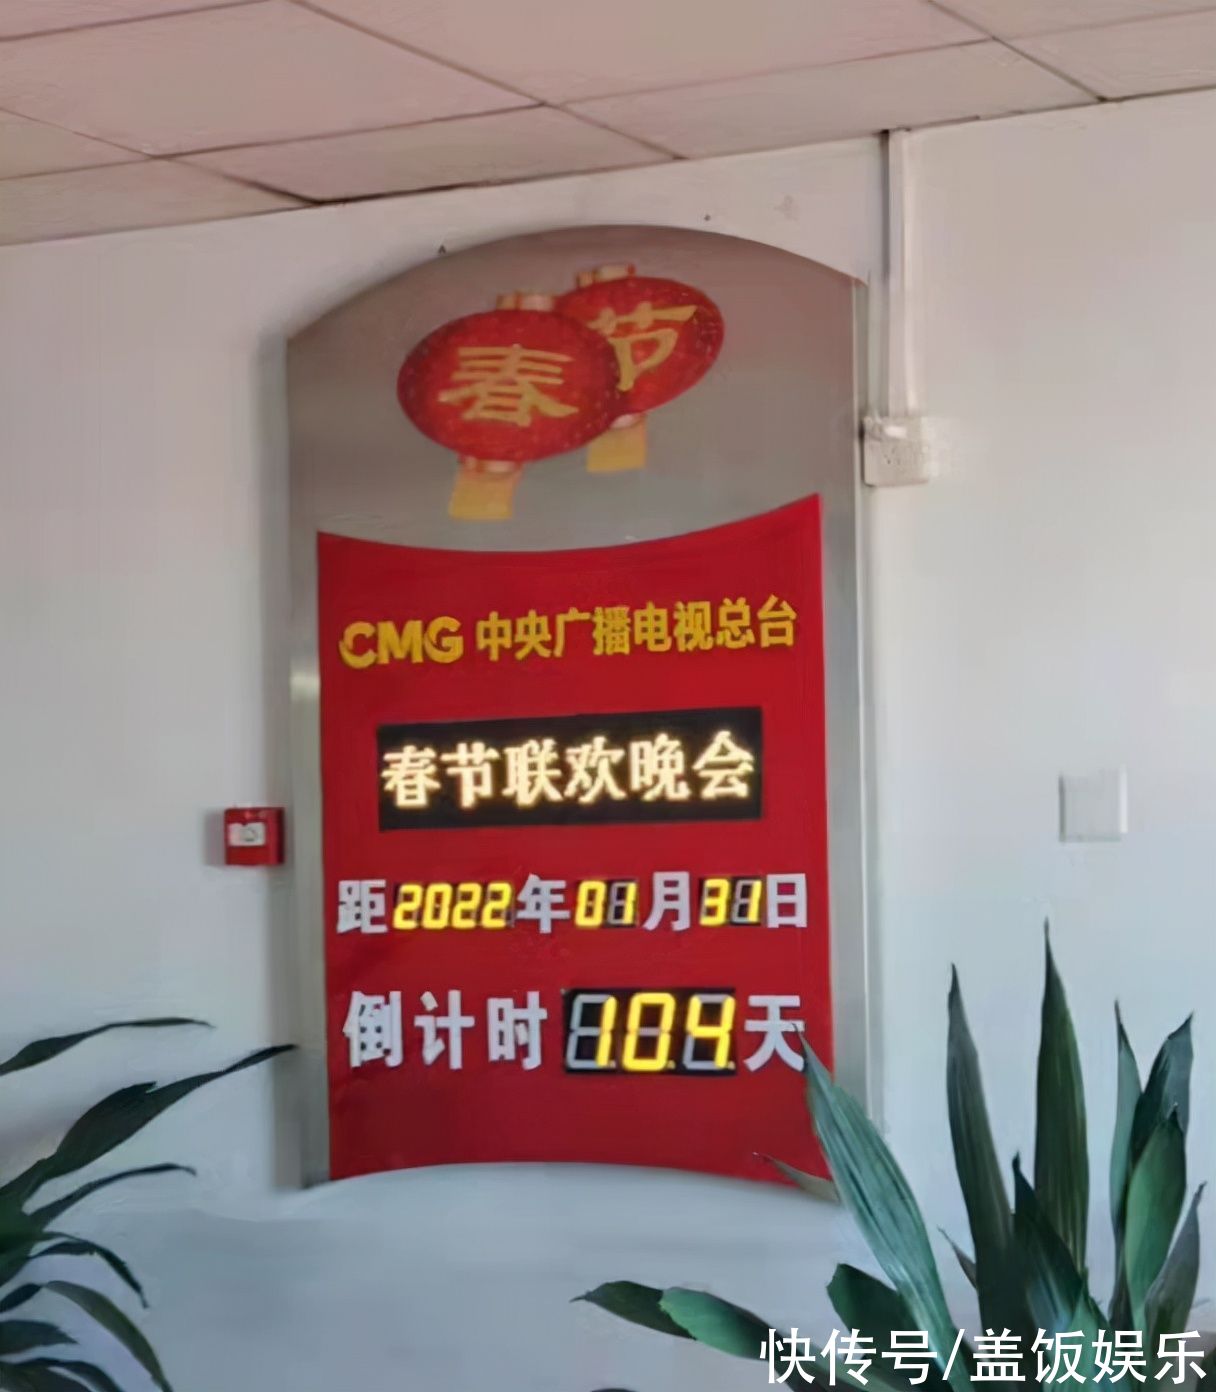 春节
CMG 中央广播电视总台
春节联欢晚会
距2022年01月31日
倒计时104天
快传号/盖饭娱乐